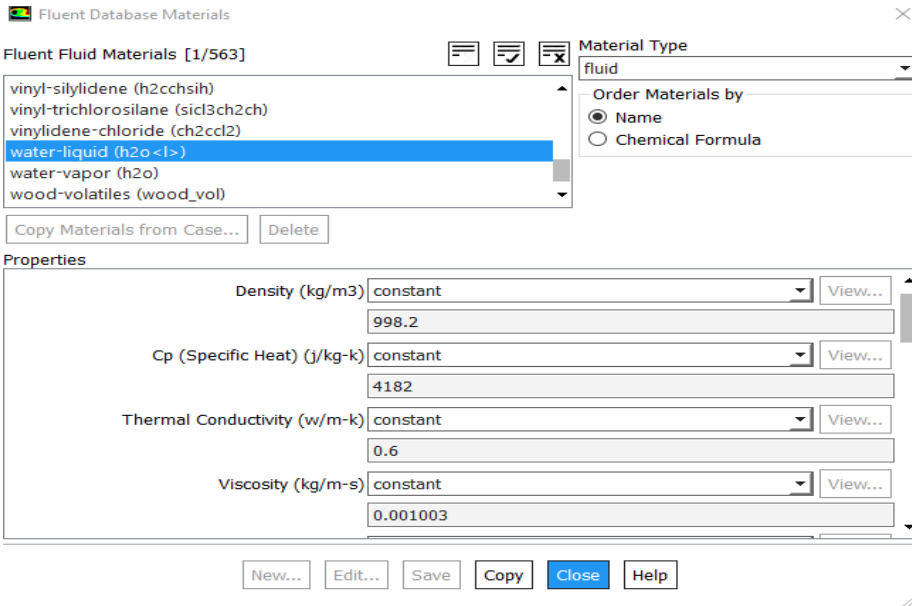 Fluent Database Materials
Fluent Fluid Materials [1/563]
Material Type
fluid
Order Materials by
Name
Chemical Formula
vinyl-silylidene (h2cchsih)
vinyl-trichlorosilane (sicl3ch2ch)
vinylidene-chloride (ch2ccl2)
water-liquid (h2o<l>)
water-vapor (h2o)
wood-volatiles (wood_vol)
Copy Materials from Case... Delete
Properties
Density (kg/m3) constant View...
998.2
Cp (Specific Heat) (j/kg-k) constant View...
4182
Thermal Conductivity (w/m-k) constant View...
0.6
Viscosity (kg/m-s) constant View...
0.001003
New... Edit... Save Copy Close Help